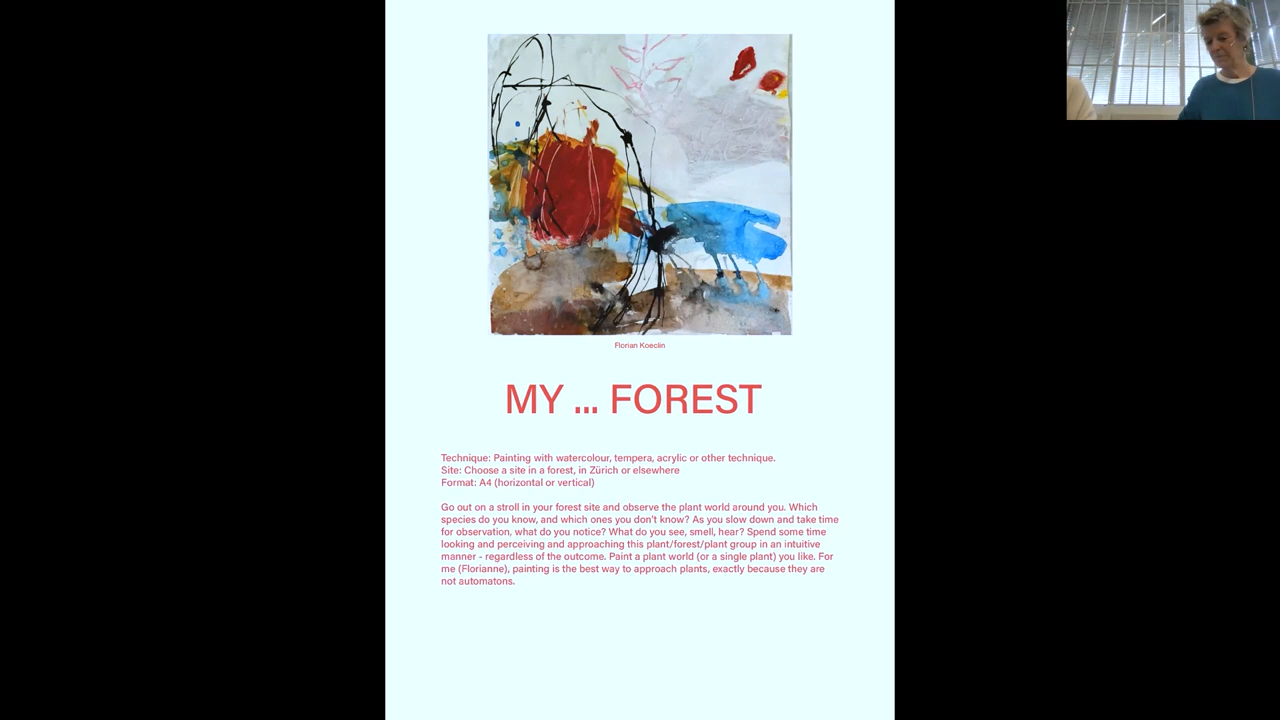 Florian Koeclin
MY ... FOREST
Technique: Painting with watercolour, tempera, acrylic or other technique.
Site: Choose a site in a forest, in Zürich or elsewhere
Format: A4 (horizontal or vertical)
Go out on a stroll in your forest site and observe the plant world around you. Which
species do you know, and which ones you don't know? As you slow down and take time
for observation, what do you notice? What do you see, smell, hear? Spend some time
looking and perceiving and approaching this plant/forest/plant group in an intuitive
manner - regardless of the outcome. Paint a plant world (or a single plant) you like. For
me (Florianne), painting is the best way to approach plants, exactly because they are
not automatons.